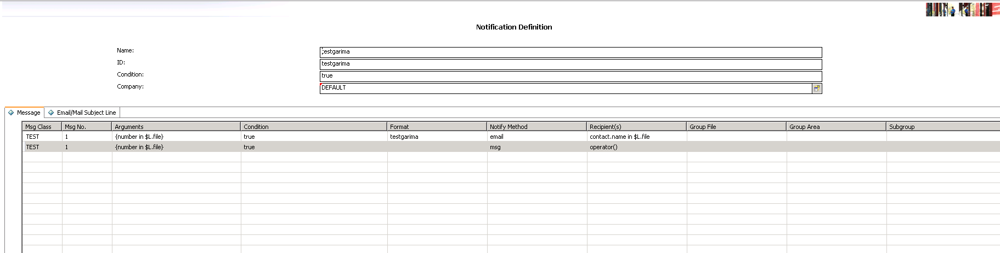 Notification Definition
Name: testgarima
ID: testgarima
Condition: true
Company: DEFAULT
Message Email/Mail Subject Line
Msg Class Msg No. Arguments Condition Format Notify Method Recipient(s) Group File Group Area Subgroup
TEST 1 {number in $L.file} true testgarima email contact.name in $L.file
TEST 1 {number in $L.file} true msg operator()